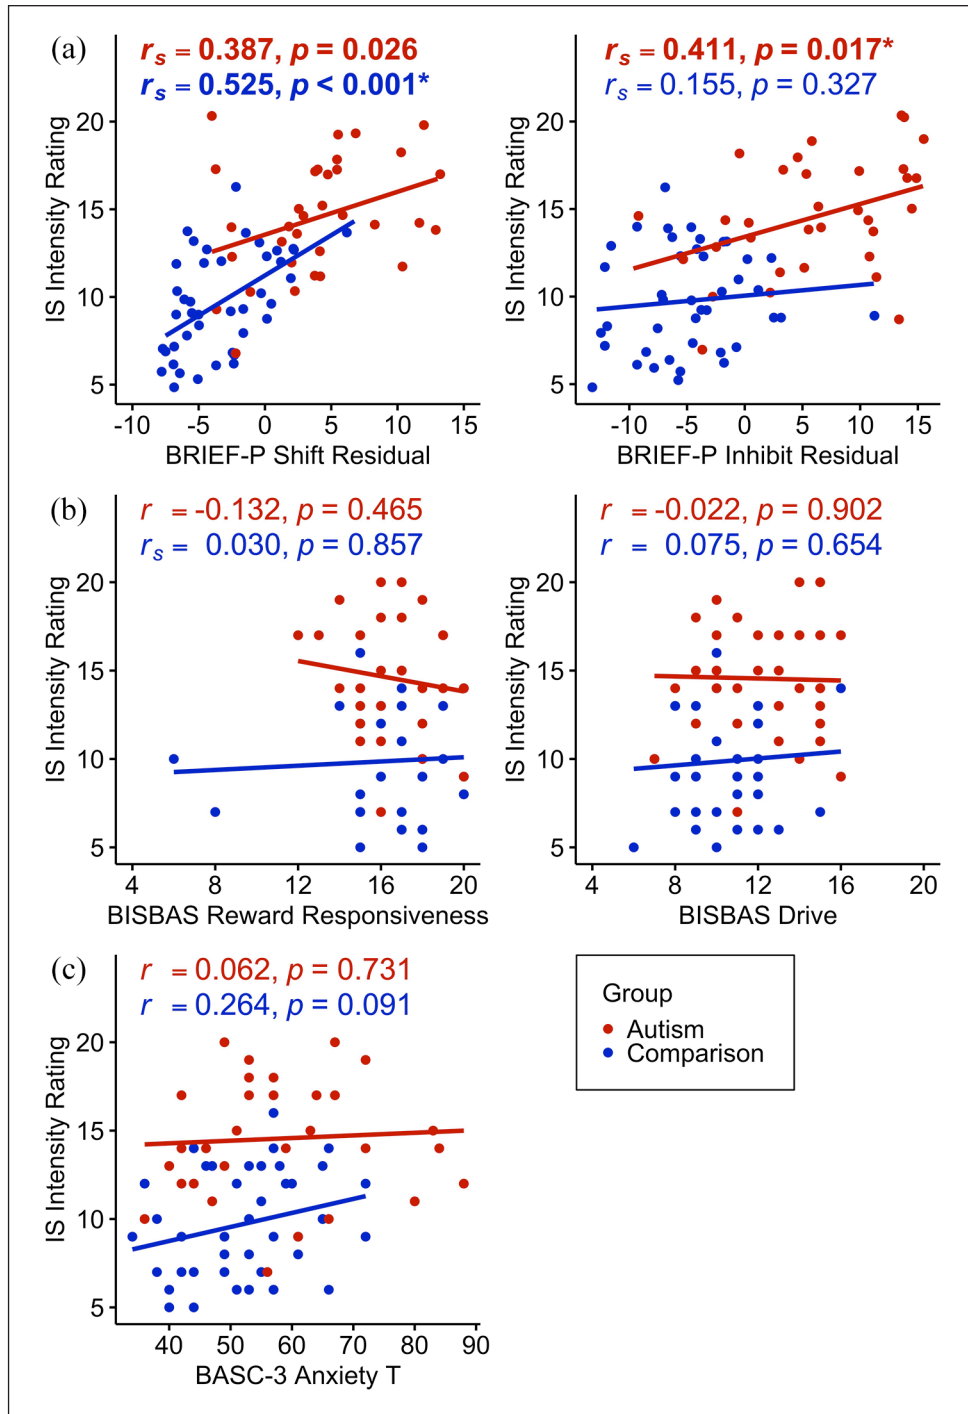 (a)
rs = 0.387, p = 0.026
rs = 0.525, p < 0.001*
IS Intensity Rating
20
15
10
5
-10 -5 0 5 10 15
BRIEF-P Shift Residual
rs = 0.411, p = 0.017*
rs = 0.155, p = 0.327
IS Intensity Rating
20
15
10
5
-10 -5 0 5 10 15
BRIEF-P Inhibit Residual
(b)
r = -0.132, p = 0.465
rs = 0.030, p = 0.857
IS Intensity Rating
20
15
10
5
4 8 12 16 20
BISBAS Reward Responsiveness
r = -0.022, p = 0.902
r = 0.075, p = 0.654
IS Intensity Rating
20
15
10
5
4 8 12 16 20
BISBAS Drive
(c)
r = 0.062, p = 0.731
r = 0.264, p = 0.091
IS Intensity Rating
20
15
10
5
40 50 60 70 80 90
BASC-3 Anxiety T
Group
Autism
Comparison